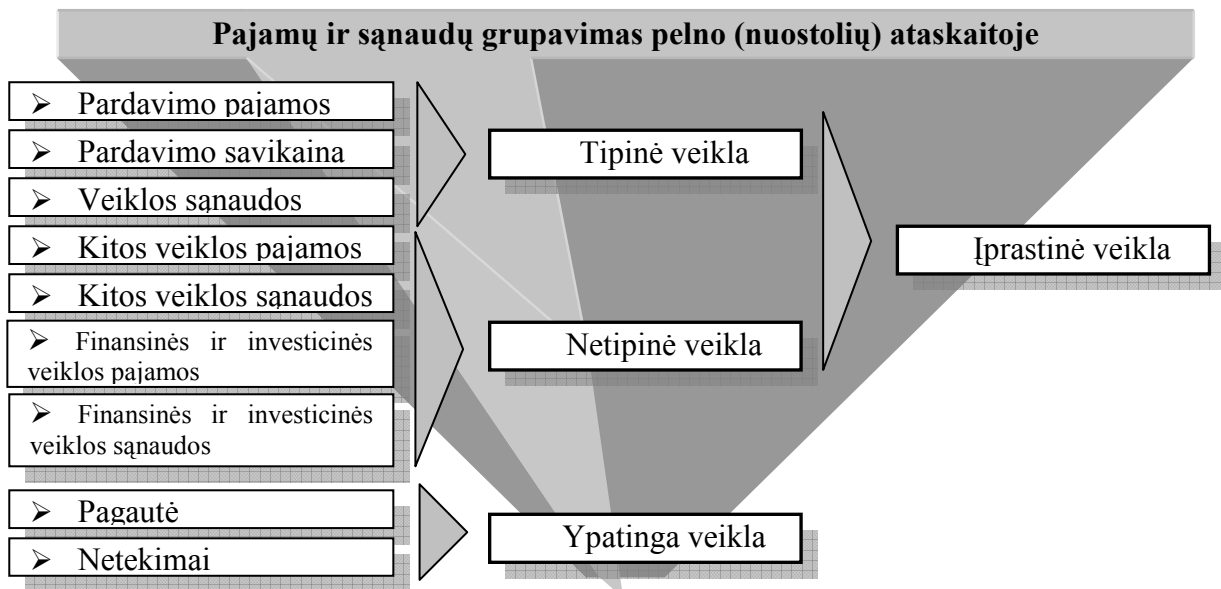 Pajamų ir sąnaudų grupavimas pelno (nuostolių) ataskaitoje
➢ Pardavimo pajamos
➢ Pardavimo savikaina
➢ Veiklos sąnaudos
➢ Kitos veiklos pajamos
➢ Kitos veiklos sąnaudos
➢ Finansinės ir investicinės
veiklos pajamos
➢ Finansinės ir investicinės
veiklos sąnaudos
➢ Pagautė
➢ Netekimai
Tipinė veikla
Netipinė veikla
Ypatinga veikla
Įprastinė veikla